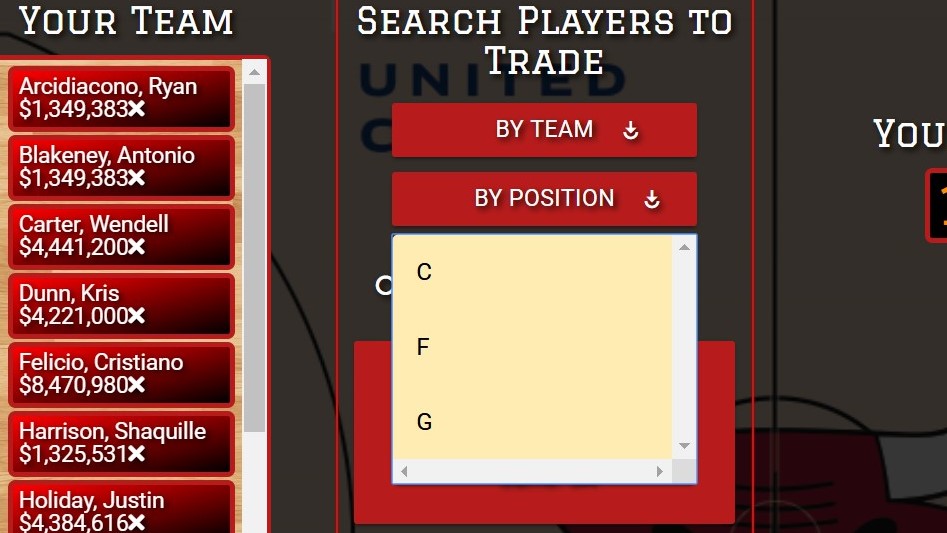 Your Team
Arcidiacono, Ryan
$1,349,383✖
Blakeney, Antonio
$1,349,383✖
Carter, Wendell
$4,441,200✖
Dunn, Kris
$4,221,000✖
Felicio, Cristiano
$8,470,980✖
Harrison, Shaquille
$1,325,531✖
Holiday, Justin
$4,384,616✖
Search Players to
Trade
UNITED
BY TEAM
BY POSITION
C
F
G